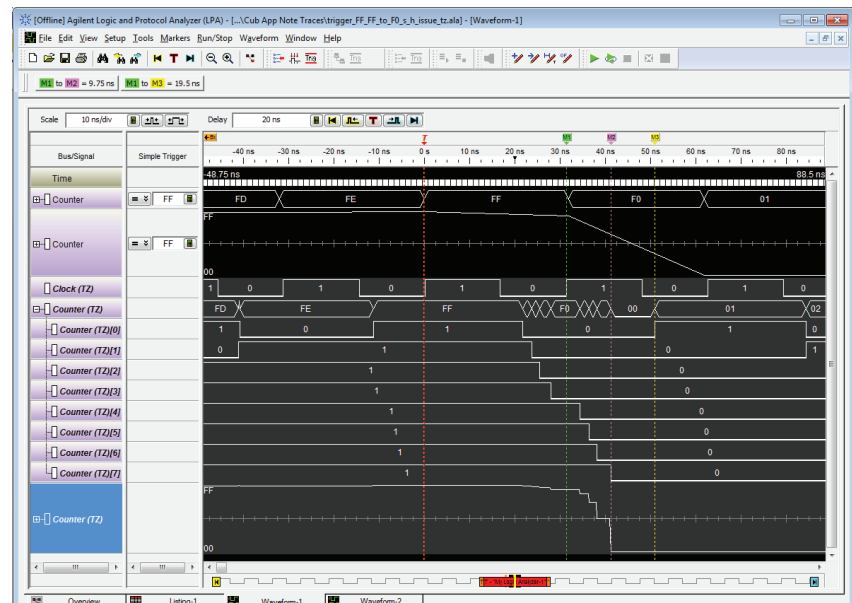 [Offline] Agilent Logic and Protocol Analyzer (LPA) - [...\Cub App Note Traces\trigger_FF_FF_to_F0_s_h_issue_tz.ala] - [Waveform-1]
File Edit View Setup Tools Markers Run/Stop Waveform Window Help
M1 to M2 = 9.75 ns M1 to M3 = 19.5 ns
Scale 10 ns/div Delay 20 ns
Bus/Signal Simple Trigger -40 ns -30 ns -20 ns -10 ns 0 s 10 ns 20 ns 30 ns 40 ns 50 ns 60 ns 70 ns 80 ns
T M1 M2 M3
Time -48.75 ns 88.5 ns
Counter = FF FD FE FF F0 01
FF
Counter = FF
00
Clock (TZ) 1 0 1 0 1 0 1 0 1 0
Counter (TZ) FD FE FF F0 00 01 02
Counter (TZ)[0] 1 0 1 0 1 0
Counter (TZ)[1] 0 1 0 1
Counter (TZ)[2] 1 0
Counter (TZ)[3] 1 0
Counter (TZ)[4] 1 0
Counter (TZ)[5] 1 0
Counter (TZ)[6] 1 0
Counter (TZ)[7] 1 0
FF
Counter (TZ)
00
Overview Listing-1 Waveform-1 Waveform-2